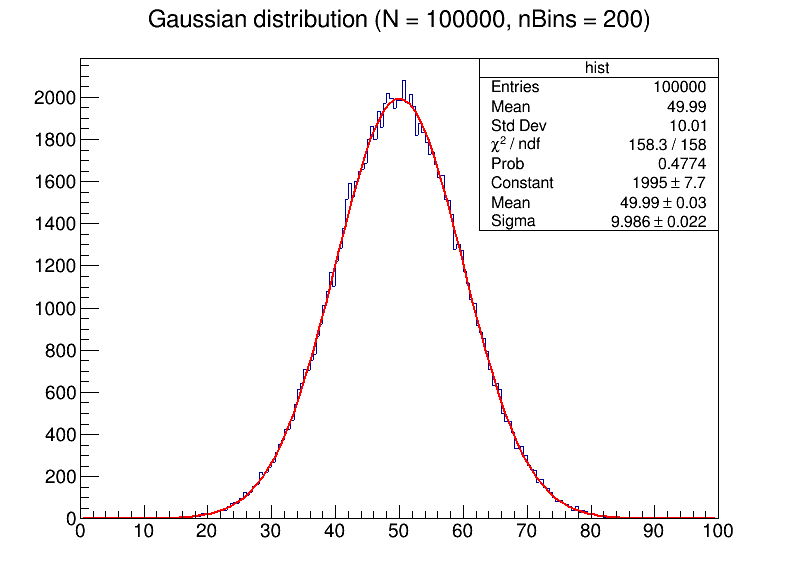 Gaussian distribution (N = 100000, nBins = 200)
hist
Entries 100000
Mean 49.99
Std Dev 10.01
χ² / ndf 158.3 / 158
Prob 0.4774
Constant 1995 ± 7.7
Mean 49.99 ± 0.03
Sigma 9.986 ± 0.022
2000
1800
1600
1400
1200
1000
800
600
400
200
0
0 10 20 30 40 50 60 70 80 90 100